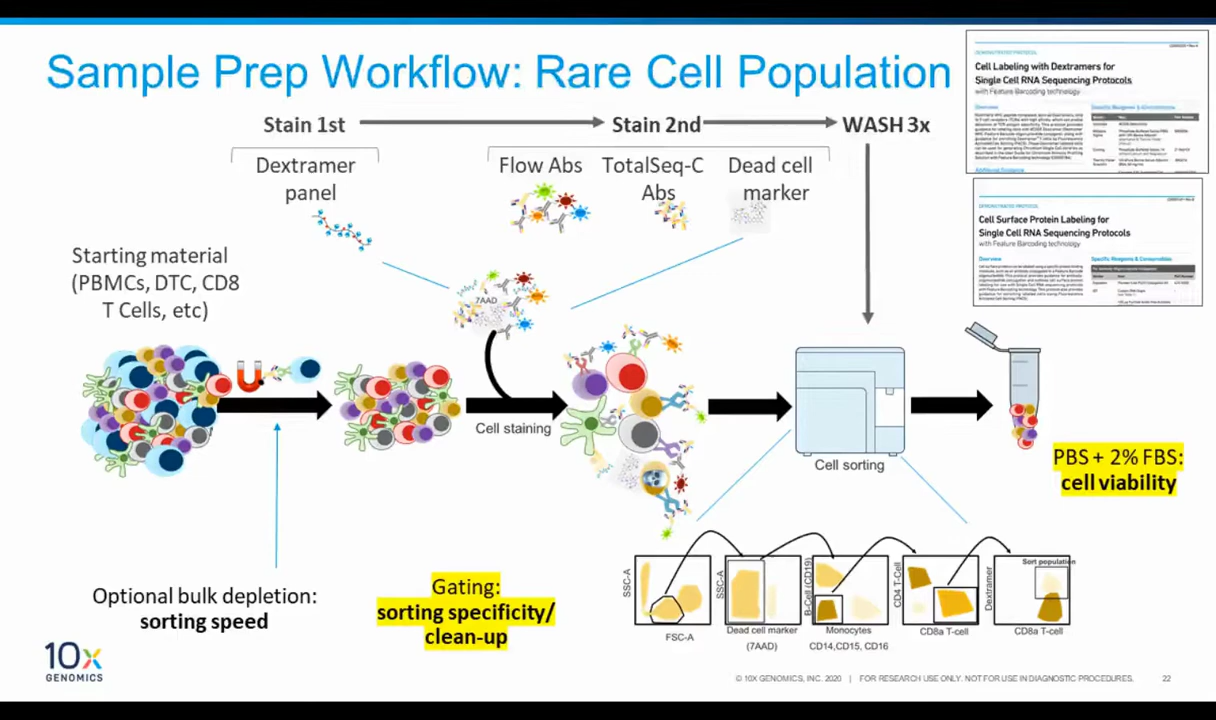 Sample Prep Workflow: Rare Cell Population
Stain 1st
Stain 2nd
WASH 3x
Dextramer
panel
Flow Abs
TotalSeq-C
Abs
Dead cell
marker
Cell Labeling with Dextramers for
Single Cell RNA Sequencing Protocols
with Feature Barcoding technology
Overview
Cell Surface Protein Labeling for
Single Cell RNA Sequencing Protocols
with Feature Barcoding technology
Overview
Starting material
(PBMCs, DTC, CD8
T Cells, etc)
7AAD
Cell staining
Cell sorting
PBS + 2% FBS:
cell viability
Optional bulk depletion:
sorting speed
Gating:
sorting specificity/
clean-up
SSC-A
FSC-A
SSC-A
Dead cell marker
(7AAD)
B-Cell (CD19)
Monocytes
CD14,CD15, CD16
CD4 T-Cell
CD8a T-cell
Dextramer
Sort population
CD8a T-cell
10x
GENOMICS
© 10X GENOMICS, INC. 2020 | FOR RESEARCH USE ONLY. NOT FOR USE IN DIAGNOSTIC PROCEDURES.
22